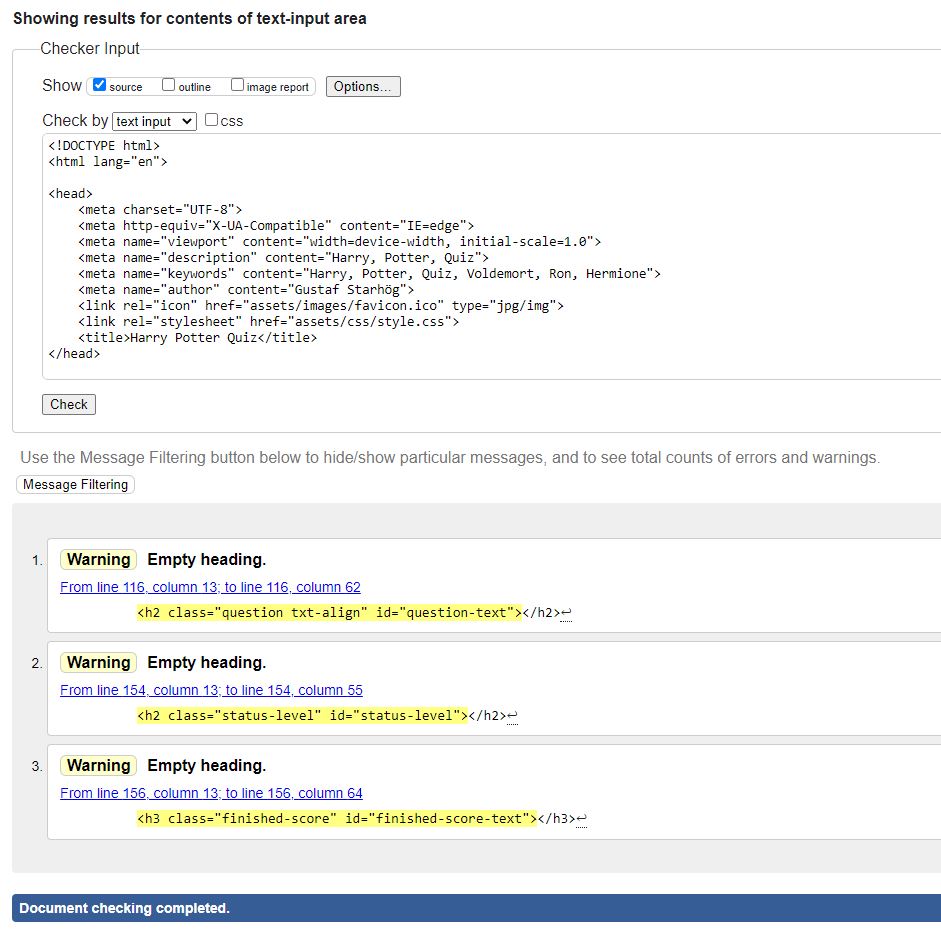 Showing results for contents of text-input area
Checker Input
Show source outline image report Options...
Check by text input css
<!DOCTYPE html>
<html lang="en">
<head>
    <meta charset="UTF-8">
    <meta http-equiv="X-UA-Compatible" content="IE=edge">
    <meta name="viewport" content="width=device-width, initial-scale=1.0">
    <meta name="description" content="Harry, Potter, Quiz">
    <meta name="keywords" content="Harry, Potter, Quiz, Voldemort, Ron, Hermione">
    <meta name="author" content="Gustaf Starhög">
    <link rel="icon" href="assets/images/favicon.ico" type="jpg/img">
    <link rel="stylesheet" href="assets/css/style.css">
    <title>Harry Potter Quiz</title>
</head>
Check
Use the Message Filtering button below to hide/show particular messages, and to see total counts of errors and warnings.
Message Filtering
1. Warning Empty heading.
From line 116, column 13; to line 116, column 62
<h2 class="question txt-align" id="question-text"></h2>↩
2. Warning Empty heading.
From line 154, column 13; to line 154, column 55
<h2 class="status-level" id="status-level"></h2>↩
3. Warning Empty heading.
From line 156, column 13; to line 156, column 64
<h3 class="finished-score" id="finished-score-text"></h3>↩
Document checking completed.